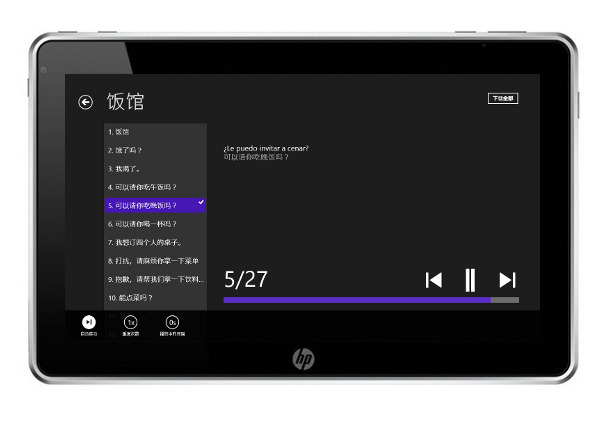 饭馆
下载全部
1. 饭馆
2. 饿了吗？
3. 我渴了。
4. 可以请你吃午饭吗？
5. 可以请你吃晚饭吗？
6. 可以请你喝一杯吗？
7. 我想订四个人的桌子。
8. 打扰，请麻烦你拿一下菜单
9. 抱歉，请帮我们拿一下饮料...
10. 能点菜吗？
¿Le puedo invitar a cenar?
可以请你吃晚饭吗？
5/27
1x
0s
hp